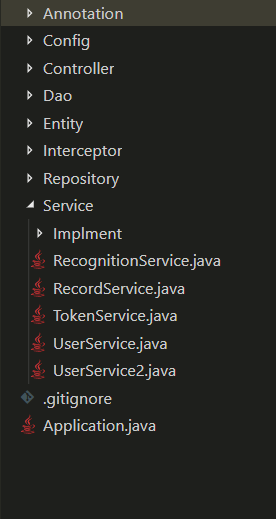 Annotation
Config
Controller
Dao
Entity
Interceptor
Repository
Service
Implment
RecognitionService.java
RecordService.java
TokenService.java
UserService.java
UserService2.java
.gitignore
Application.java